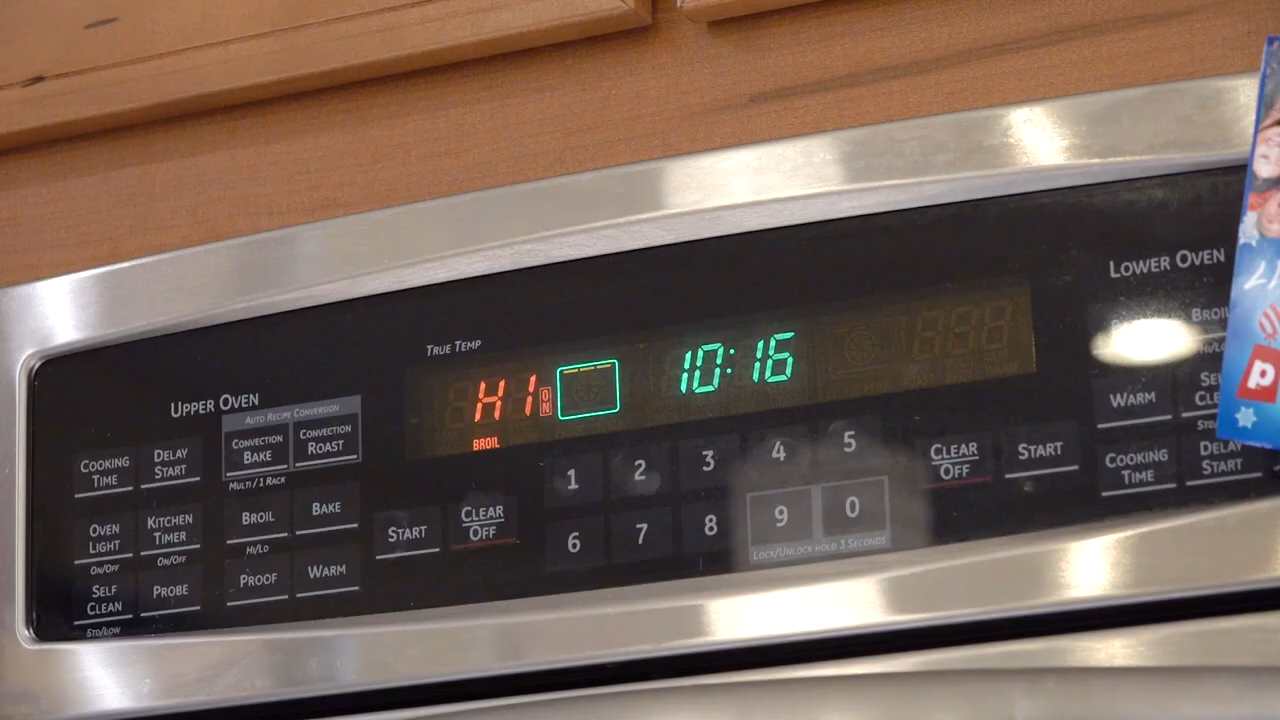 TRUE TEMP
HI ON
BROIL
10:16
UPPER OVEN
AUTO RECIPE CONVERSION
CONVECTION BAKE
CONVECTION ROAST
MULTI / 1 RACK
COOKING TIME
DELAY START
OVEN LIGHT
ON/OFF
KITCHEN TIMER
ON/OFF
BROIL
HI/LO
BAKE
SELF CLEAN
STD/LOW
PROBE
PROOF
WARM
START
CLEAR OFF
1 2 3 4 5
6 7 8 9 0
LOCK/UNLOCK HOLD 3 SECONDS
CLEAR OFF
START
LOWER OVEN
BROIL
WARM
COOKING TIME
DELAY START